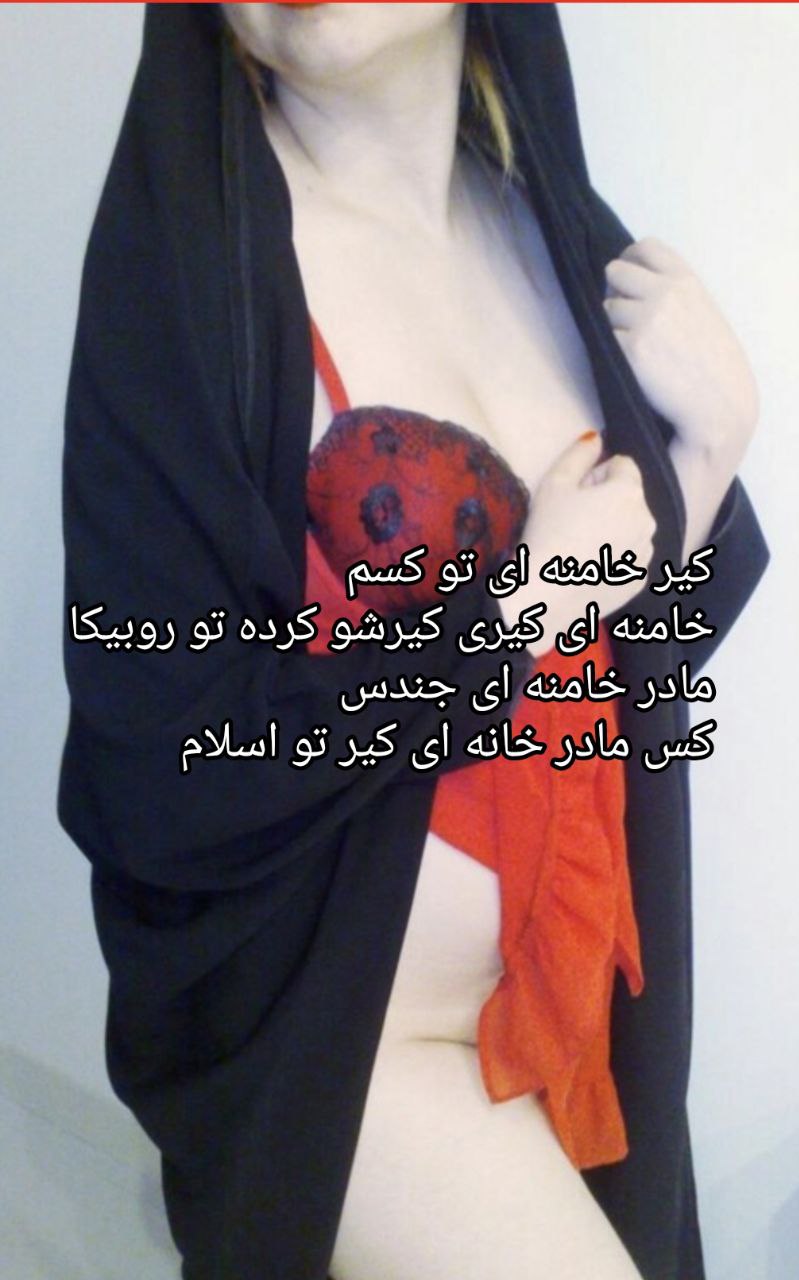 کیر خامنه ای تو کسم
خامنه ای کیری کیرشو کرده تو روبیکا
مادر خامنه ای جندس
کس مادر خانه ای کیر تو اسلام